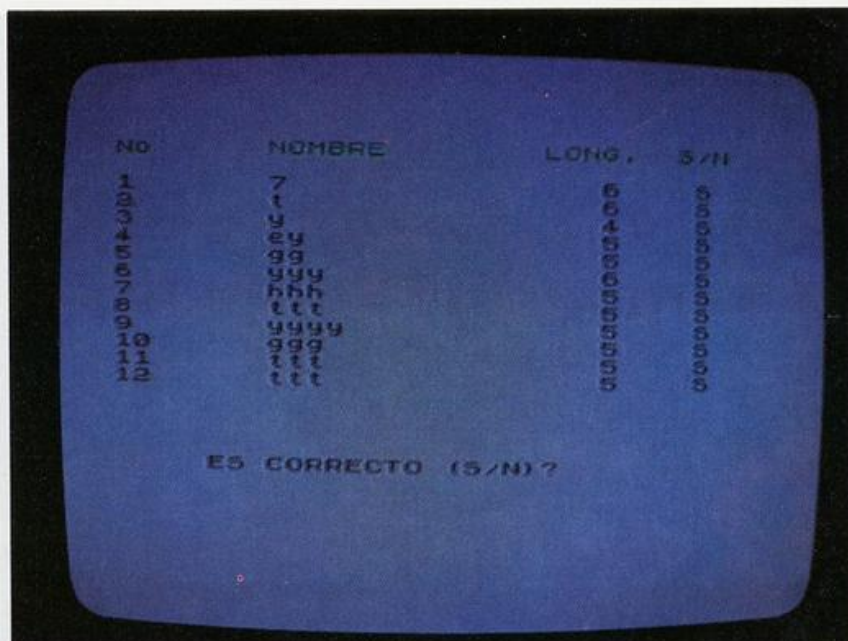 NO NOMBRE LONG. S/N
1 7 6 s
2 t 6 s
3 y 4 s
4 ey 5 s
5 gg 5 s
6 yyy 6 s
7 hhh 5 s
8 ttt 5 s
9 yyyy 5 s
10 ggg 5 s
11 ttt 5 s
12 ttt 5 s
ES CORRECTO (S/N)?